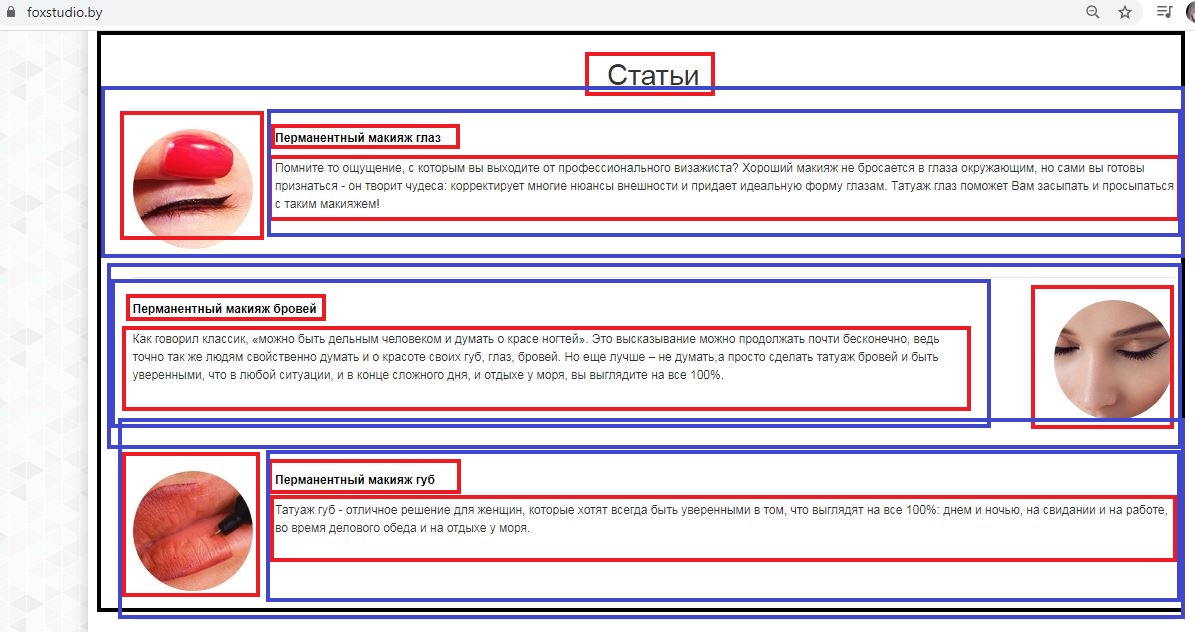 foxstudio.by
Статьи
Перманентный макияж глаз
Помните то ощущение, с которым вы выходите от профессионального визажиста? Хороший макияж не бросается в глаза окружающим, но сами вы готовы
признаться - он творит чудеса: корректирует многие нюансы внешности и придает идеальную форму глазам. Татуаж глаз поможет Вам засыпать и просыпаться
с таким макияжем!
Перманентный макияж бровей
Как говорил классик, «можно быть дельным человеком и думать о красе ногтей». Это высказывание можно продолжать почти бесконечно, ведь
точно так же людям свойственно думать и о красоте своих губ, глаз, бровей. Но еще лучше – не думать,а просто сделать татуаж бровей и быть
уверенными, что в любой ситуации, и в конце сложного дня, и отдыхе у моря, вы выглядите на все 100%.
Перманентный макияж губ
Татуаж губ - отличное решение для женщин, которые хотят всегда быть уверенными в том, что выглядят на все 100%: днем и ночью, на свидании и на работе,
во время делового обеда и на отдыхе у моря.